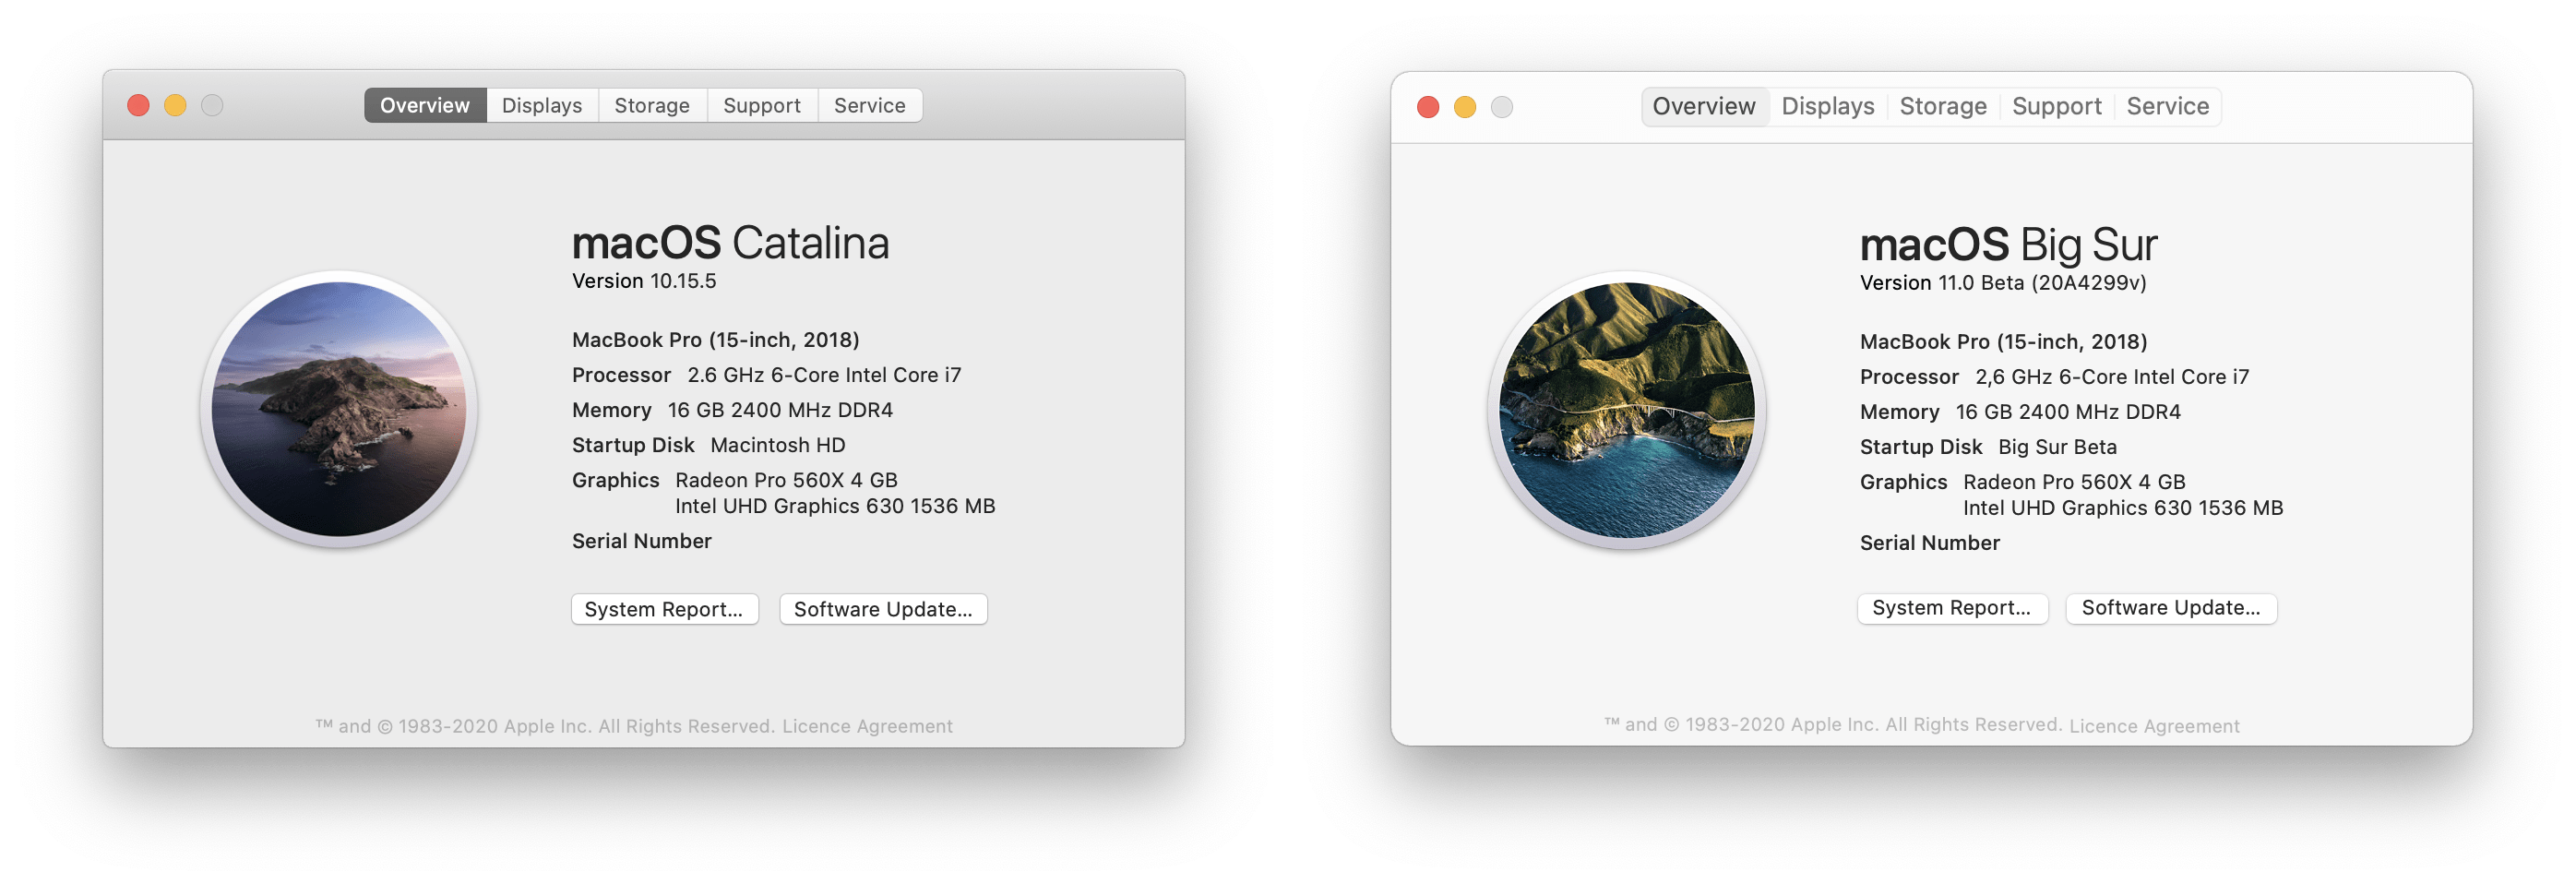 Overview Displays Storage Support Service
macOS Catalina
Version 10.15.5
MacBook Pro (15-inch, 2018)
Processor 2.6 GHz 6-Core Intel Core i7
Memory 16 GB 2400 MHz DDR4
Startup Disk Macintosh HD
Graphics Radeon Pro 560X 4 GB
Intel UHD Graphics 630 1536 MB
Serial Number
System Report... Software Update...
™ and © 1983-2020 Apple Inc. All Rights Reserved. Licence Agreement
Overview Displays Storage Support Service
macOS Big Sur
Version 11.0 Beta (20A4299v)
MacBook Pro (15-inch, 2018)
Processor 2,6 GHz 6-Core Intel Core i7
Memory 16 GB 2400 MHz DDR4
Startup Disk Big Sur Beta
Graphics Radeon Pro 560X 4 GB
Intel UHD Graphics 630 1536 MB
Serial Number
System Report... Software Update...
™ and © 1983-2020 Apple Inc. All Rights Reserved. Licence Agreement